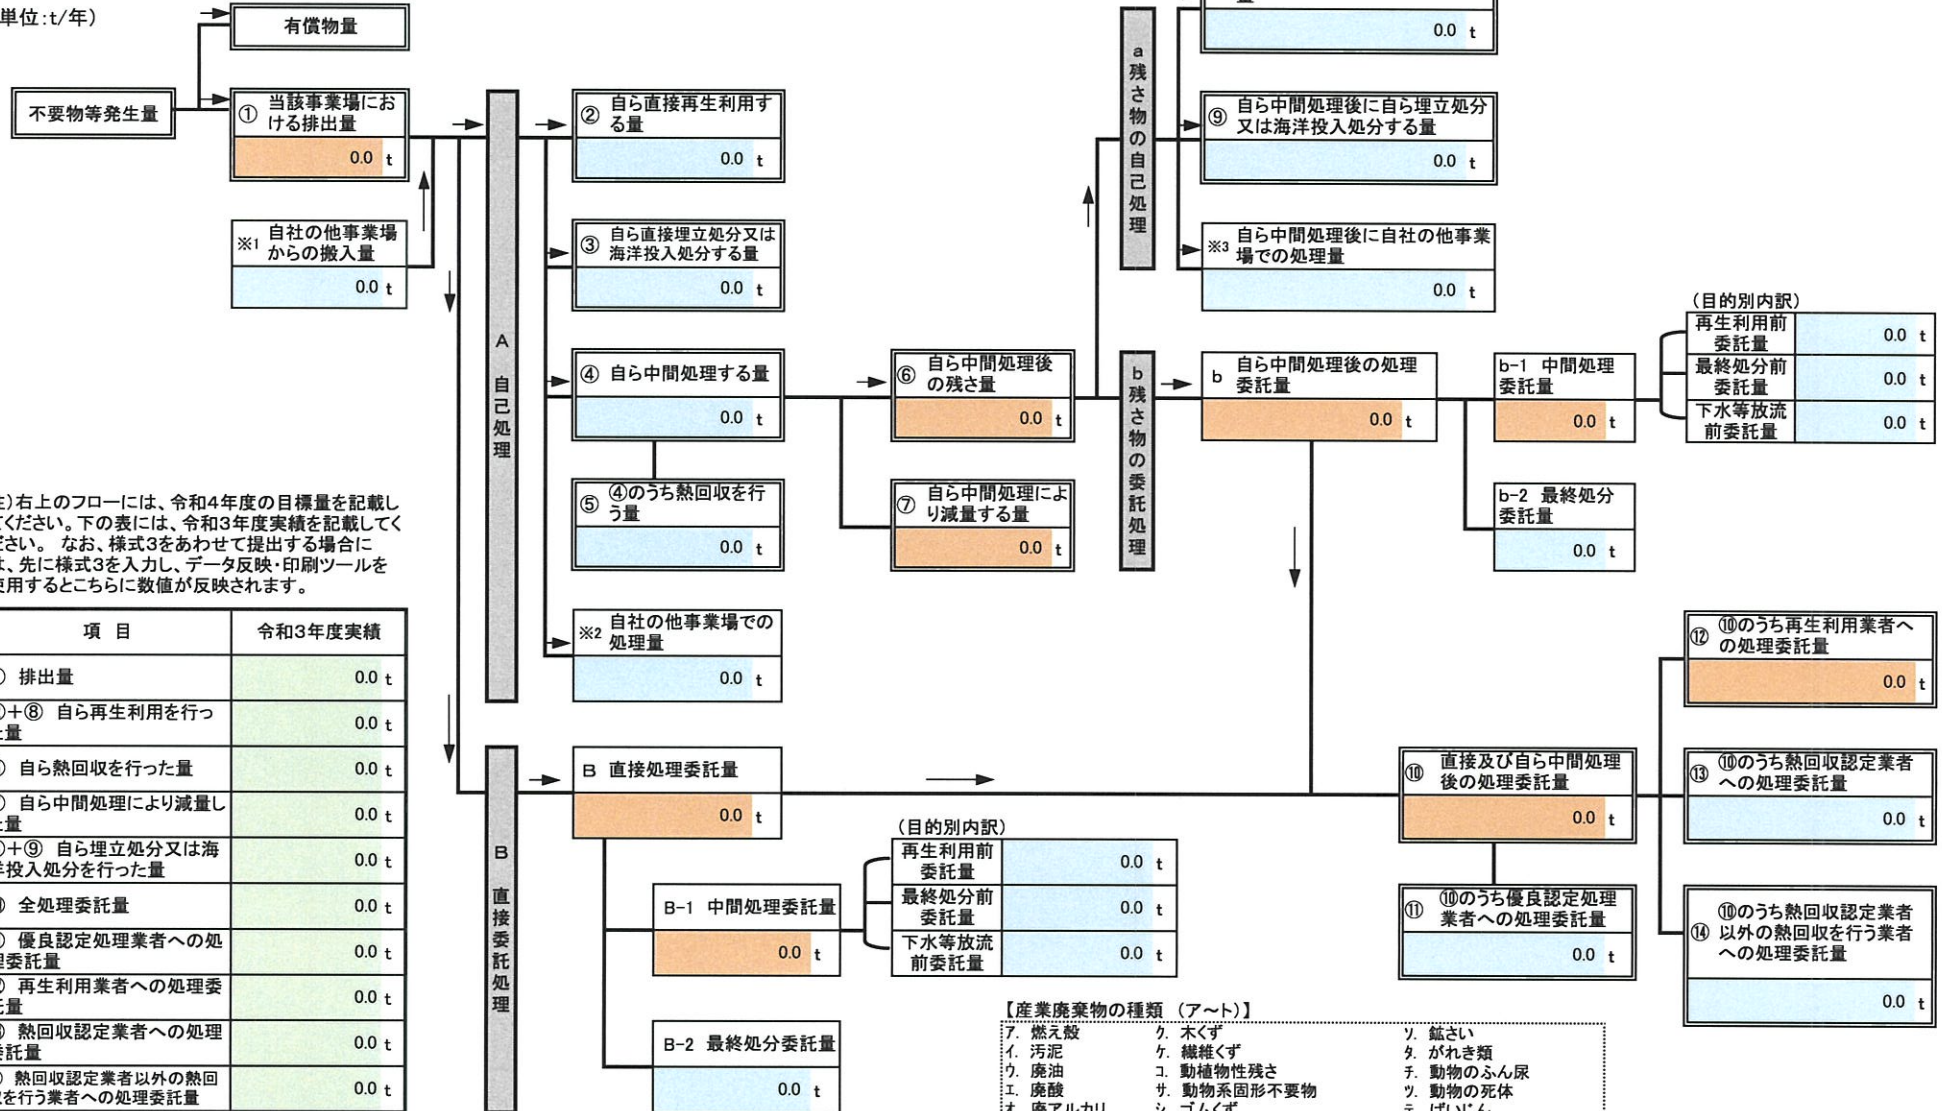 単位:t/年)
有償物量
不要物等発生量
① 当該事業場にお
ける排出量
0.0 t
※1 自社の他事業場
からの搬入量
0.0 t
A 自己処理
② 自ら直接再生利用す
る量
0.0 t
③ 自ら直接埋立処分又は
海洋投入処分する量
0.0 t
④ 自ら中間処理する量
0.0 t
⑤ ④のうち熱回収を行
う量
0.0 t
※2 自社の他事業場での
処理量
0.0 t
⑥ 自ら中間処理後
の残さ量
0.0 t
⑦ 自ら中間処理によ
り減量する量
0.0 t
a 残さ物の自己処理
0.0 t
⑨ 自ら中間処理後に自ら埋立処分
又は海洋投入処分する量
0.0 t
※3 自ら中間処理後に自社の他事業
場での処理量
0.0 t
b 残さ物の委託処理
b 自ら中間処理後の処理
委託量
0.0 t
b-1 中間処理
委託量
0.0 t
(目的別内訳)
再生利用前
委託量
0.0 t
最終処分前
委託量
0.0 t
下水等放流
前委託量
0.0 t
b-2 最終処分
委託量
0.0 t
)右上のフローには、令和4年度の目標量を記載し
ください。下の表には、令和3年度実績を記載してく
さい。 なお、様式3をあわせて提出する場合に
、先に様式3を入力し、データ反映・印刷ツールを
用するとこちらに数値が反映されます。
項 目 令和3年度実績
排出量 0.0 t
+⑧ 自ら再生利用を行っ
量
0.0 t
自ら熱回収を行った量 0.0 t
自ら中間処理により減量し
量
0.0 t
+⑨ 自ら埋立処分又は海
投入処分を行った量
0.0 t
全処理委託量 0.0 t
優良認定処理業者への処
委託量
0.0 t
再生利用業者への処理委
量
0.0 t
熱回収認定業者への処理
託量
0.0 t
熱回収認定業者以外の熱回
を行う業者への処理委託量
0.0 t
B 直接委託処理
B 直接処理委託量
0.0 t
B-1 中間処理委託量
0.0 t
(目的別内訳)
再生利用前
委託量
0.0 t
最終処分前
委託量
0.0 t
下水等放流
前委託量
0.0 t
B-2 最終処分委託量
0.0 t
⑩ 直接及び自ら中間処理
後の処理委託量
0.0 t
⑪ ⑩のうち優良認定処理
業者への処理委託量
0.0 t
⑫ ⑩のうち再生利用業者へ
の処理委託量
0.0 t
⑬ ⑩のうち熱回収認定業者
への処理委託量
0.0 t
⑭ ⑩のうち熱回収認定業者
以外の熱回収を行う業者
への処理委託量
0.0 t
【産業廃棄物の種類 (ア~ト)】
ア. 燃え殻
イ. 汚泥
ウ. 廃油
エ. 廃酸
オ. 廃アルカリ
ク. 木くず
ケ. 繊維くず
コ. 動植物性残さ
サ. 動物系固形不要物
シ. ゴムくず
ソ. 鉱さい
タ. がれき類
チ. 動物のふん尿
ツ. 動物の死体
テ. ばいじん